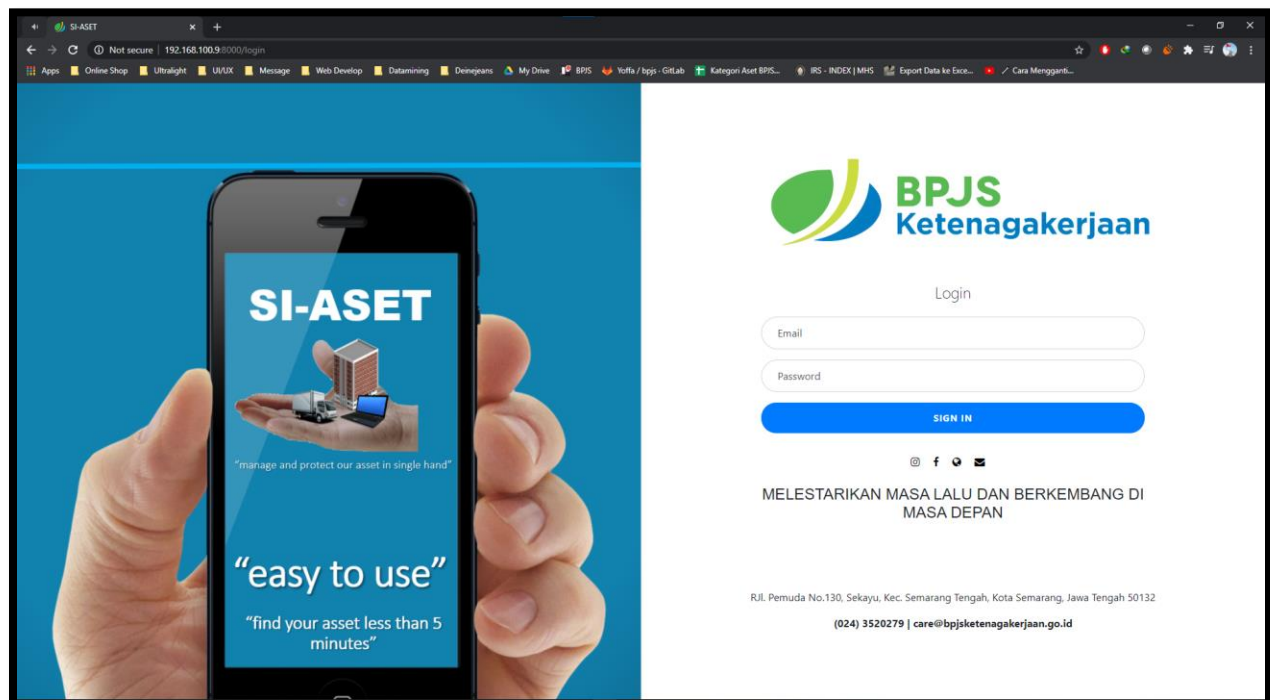 SI-ASET
Not secure | 192.168.100.9:8000/login
Apps Online Shop Ultralight UI/UX Message Web Develop Datamining Deinejeans My Drive BPJS Yoffa / bpjs · GitLab Kategori Aset BPJS... IRS - INDEX | MHS Export Data ke Exce... Cara Mengganti...
SI-ASET
"manage and protect our asset in single hand"
“easy to use”
“find your asset less than 5
minutes”
BPJS
Ketenagakerjaan
Login
Email
Password
SIGN IN
MELESTARIKAN MASA LALU DAN BERKEMBANG DI
MASA DEPAN
RJl. Pemuda No.130, Sekayu, Kec. Semarang Tengah, Kota Semarang, Jawa Tengah 50132
(024) 3520279 | care@bpjsketenagakerjaan.go.id